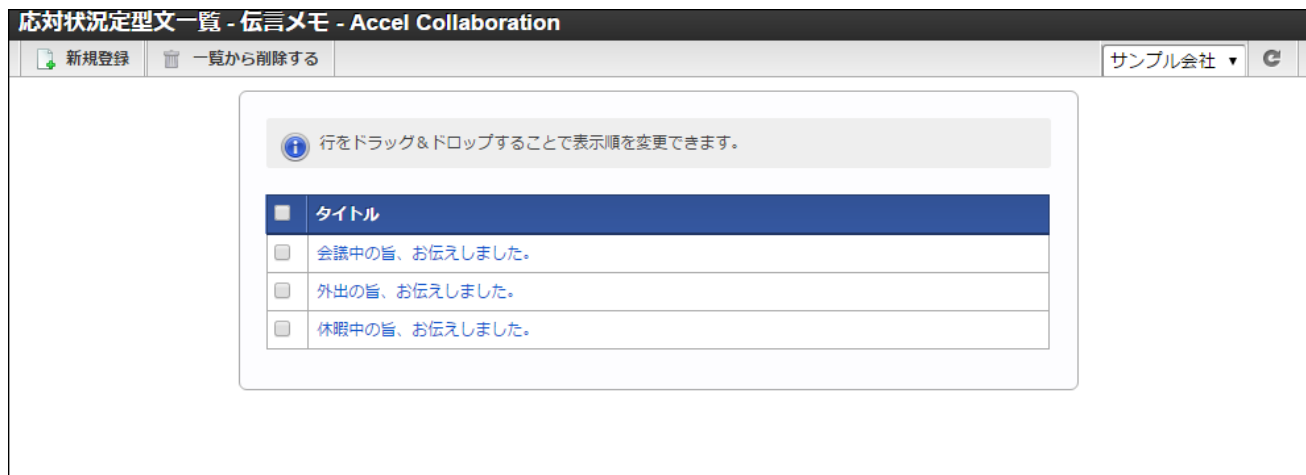 応対状況定型文一覧 - 伝言メモ - Accel Collaboration
新規登録 一覧から削除する サンプル会社
行をドラッグ＆ドロップすることで表示順を変更できます。
タイトル
会議中の旨、お伝えしました。
外出の旨、お伝えしました。
休暇中の旨、お伝えしました。